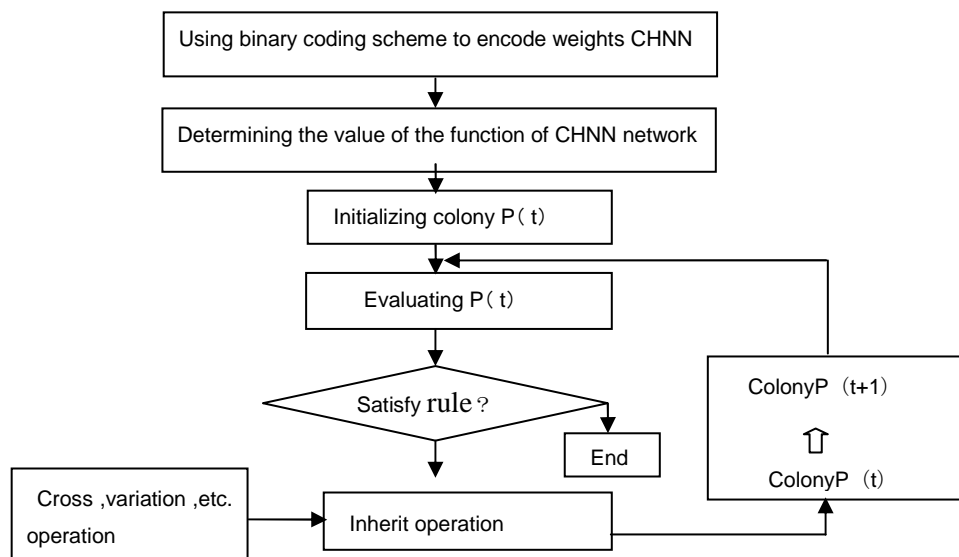 Using binary coding scheme to encode weights CHNN
Determining the value of the function of CHNN network
Initializing colony P( t)
Evaluating P( t)
Satisfy rule ?
End
ColonyP (t+1)
ColonyP (t)
Cross ,variation ,etc.
operation
Inherit operation